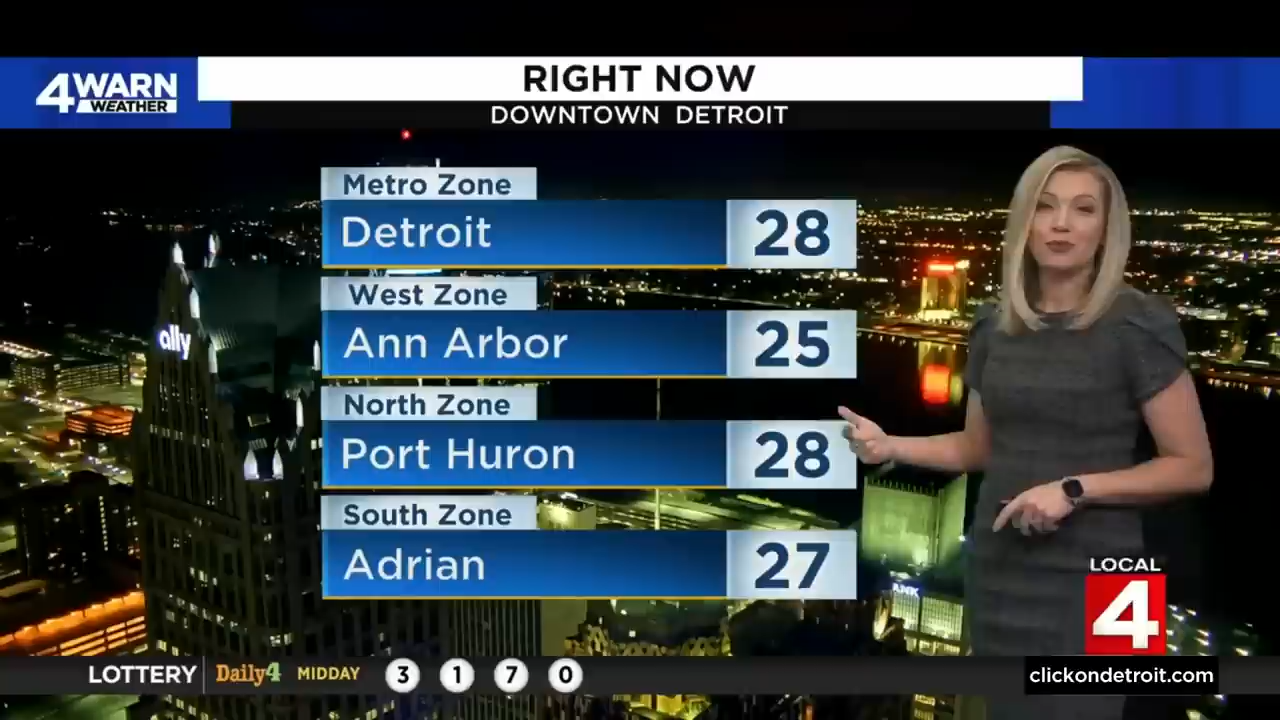 4WARN
WEATHER
RIGHT NOW
DOWNTOWN DETROIT
Metro Zone
Detroit 28
West Zone
Ann Arbor 25
North Zone
Port Huron 28
South Zone
Adrian 27
ally
ANK
LOCAL
4
LOTTERY Daily4 MIDDAY 3 1 7 0
clickondetroit.com